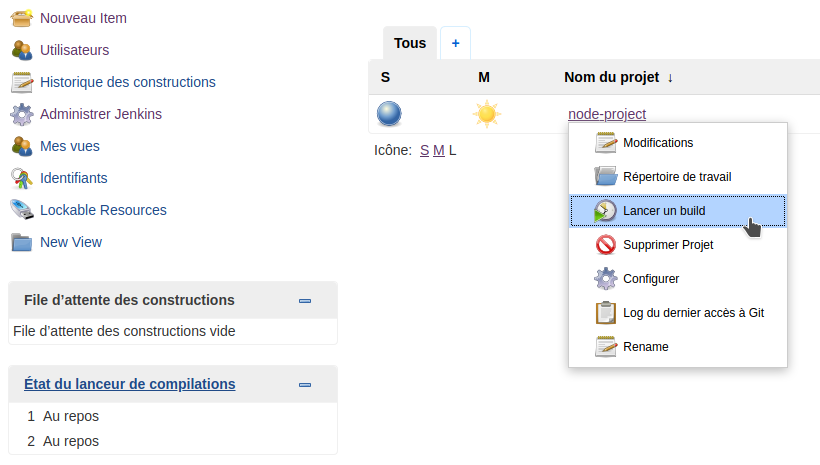 Nouveau Item
Utilisateurs
Historique des constructions
Administrer Jenkins
Mes vues
Identifiants
Lockable Resources
New View
File d’attente des constructions
File d’attente des constructions vide
État du lanceur de compilations
1 Au repos
2 Au repos
Tous +
S M Nom du projet ↓
node-project
Icône: S M L
Modifications
Répertoire de travail
Lancer un build
Supprimer Projet
Configurer
Log du dernier accès à Git
Rename